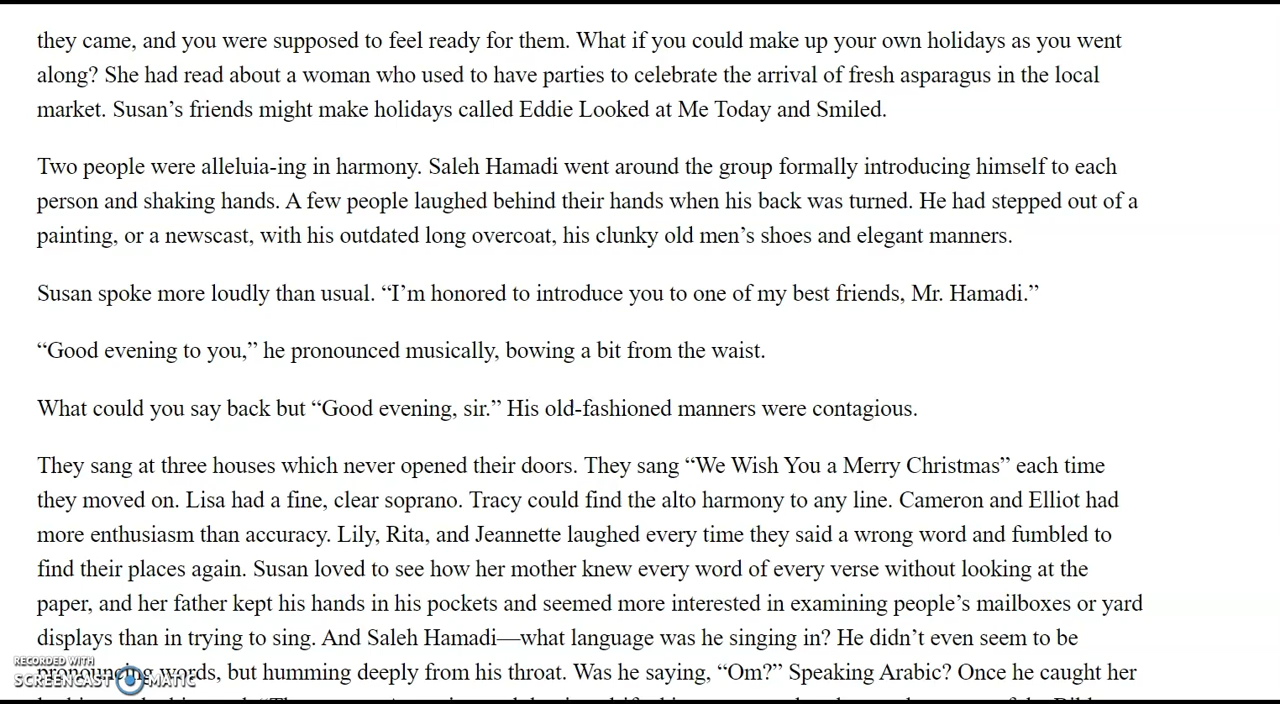 they came, and you were supposed to feel ready for them. What if you could make up your own holidays as you went
along? She had read about a woman who used to have parties to celebrate the arrival of fresh asparagus in the local
market. Susan’s friends might make holidays called Eddie Looked at Me Today and Smiled.
Two people were alleluia-ing in harmony. Saleh Hamadi went around the group formally introducing himself to each
person and shaking hands. A few people laughed behind their hands when his back was turned. He had stepped out of a
painting, or a newscast, with his outdated long overcoat, his clunky old men’s shoes and elegant manners.
Susan spoke more loudly than usual. “I’m honored to introduce you to one of my best friends, Mr. Hamadi.”
“Good evening to you,” he pronounced musically, bowing a bit from the waist.
What could you say back but “Good evening, sir.” His old-fashioned manners were contagious.
They sang at three houses which never opened their doors. They sang “We Wish You a Merry Christmas” each time
they moved on. Lisa had a fine, clear soprano. Tracy could find the alto harmony to any line. Cameron and Elliot had
more enthusiasm than accuracy. Lily, Rita, and Jeannette laughed every time they said a wrong word and fumbled to
find their places again. Susan loved to see how her mother knew every word of every verse without looking at the
paper, and her father kept his hands in his pockets and seemed more interested in examining people’s mailboxes or yard
displays than in trying to sing. And Saleh Hamadi—what language was he singing in? He didn’t even seem to be
pronouncing words, but humming deeply from his throat. Was he saying, “Om?” Speaking Arabic? Once he caught her
RECORDED WITH
SCREENCAST-O-MATIC